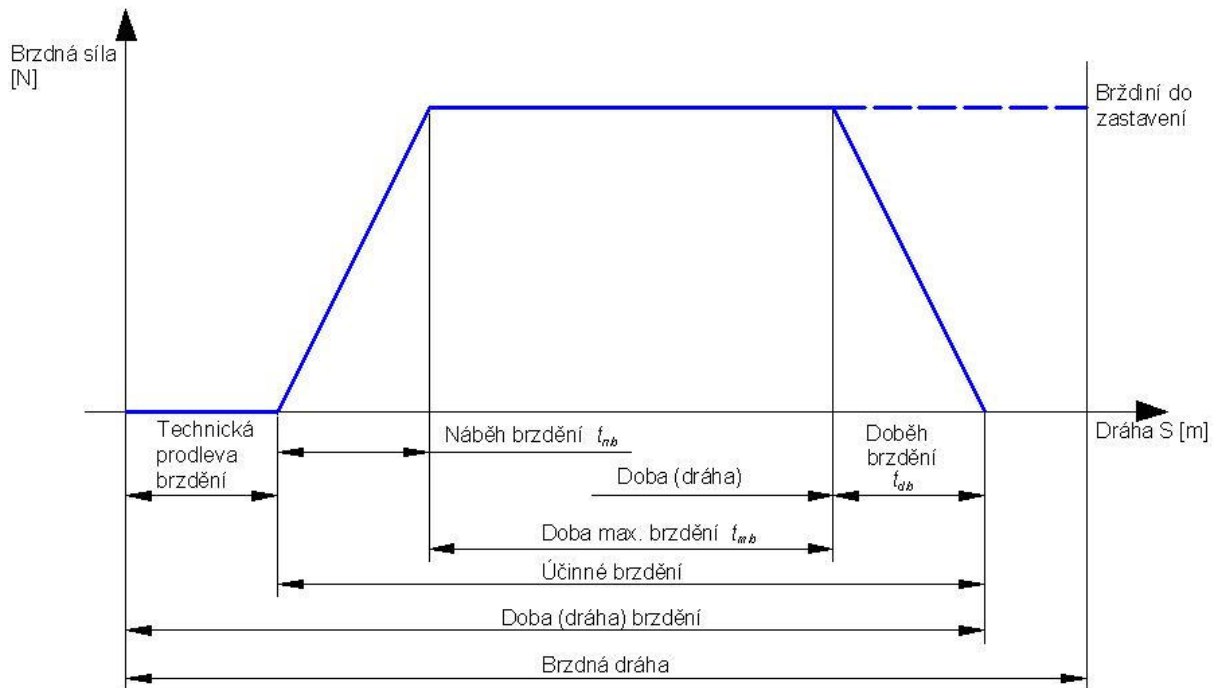 Brzdná síla
[N]
Bržďiní do
zastavení
Dráha S [m]
Technická
prodleva
brzdění
Náběh brzdění t_nb
Doba (dráha)
Doběh
brzdění
t_db
Doba max. brzdění t_mb
Účinné brzdění
Doba (dráha) brzdění
Brzdná dráha